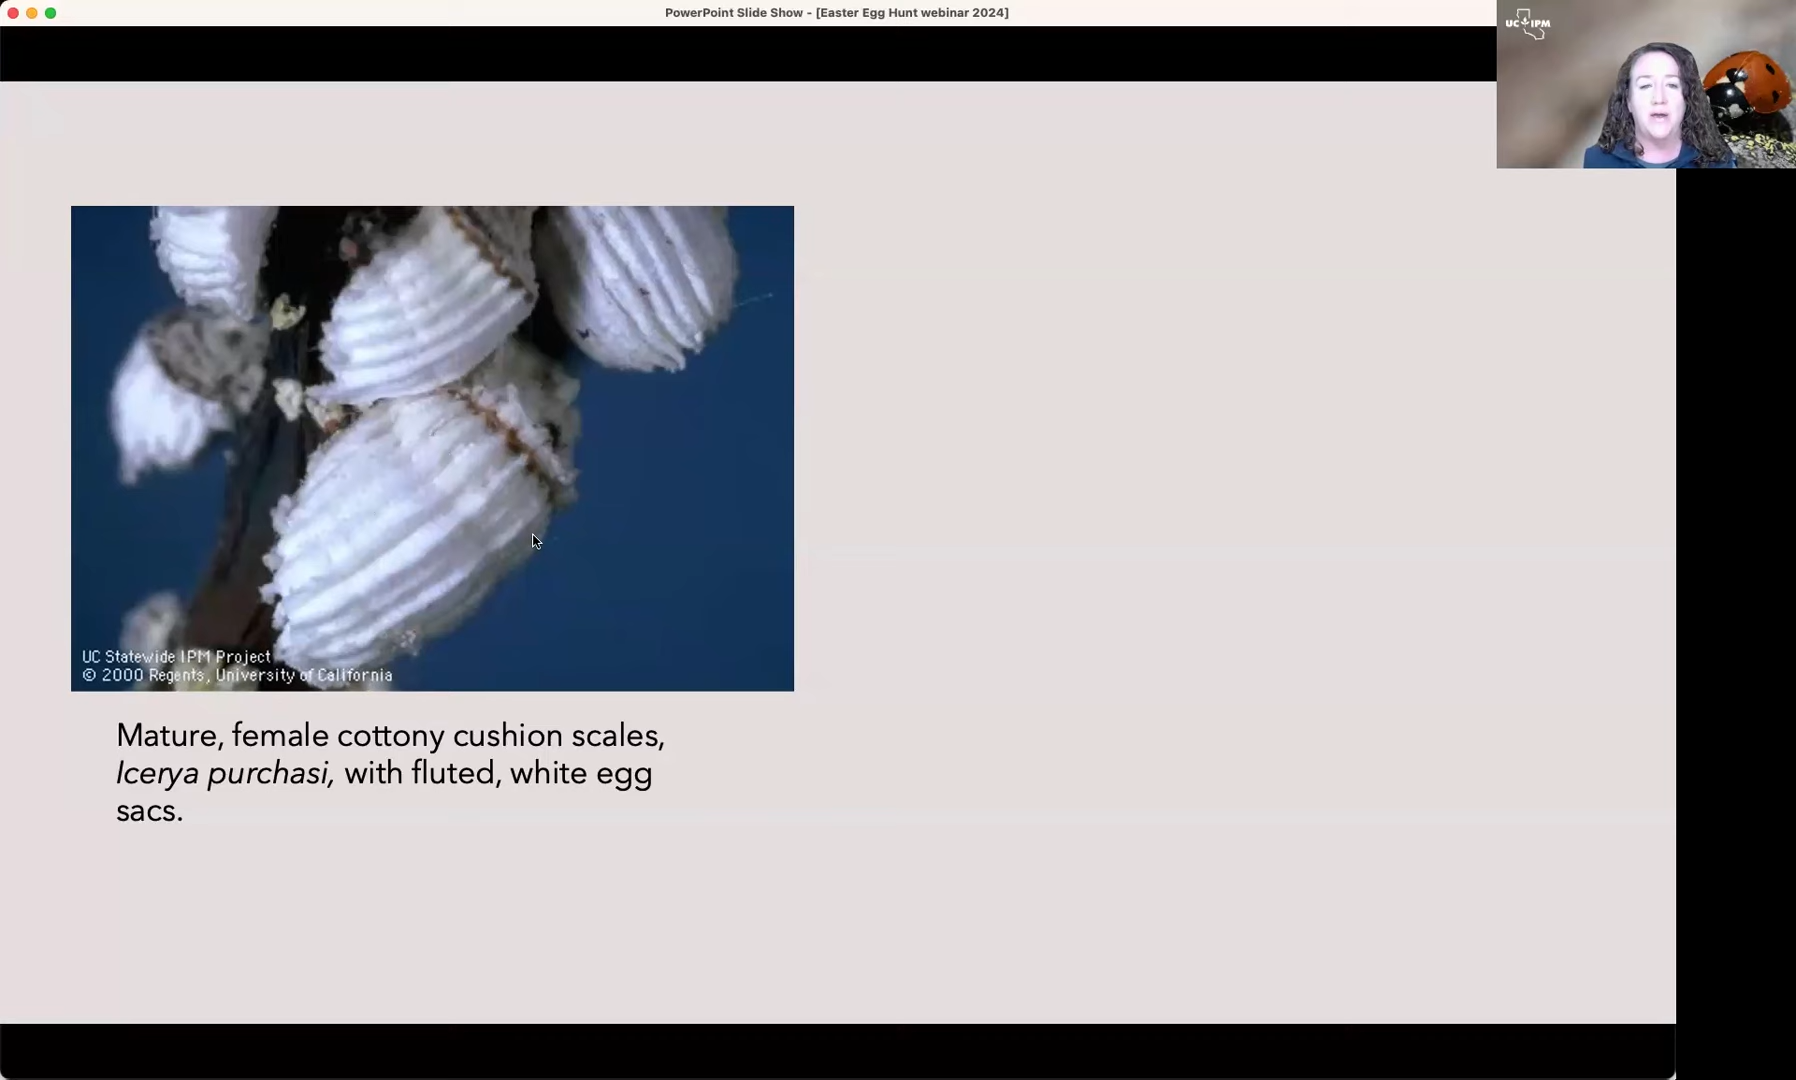 PowerPoint Slide Show - [Easter Egg Hunt webinar 2024]
UC IPM
UC Statewide IPM Project
© 2000 Regents, University of California
Mature, female cottony cushion scales,
Icerya purchasi, with fluted, white egg
sacs.